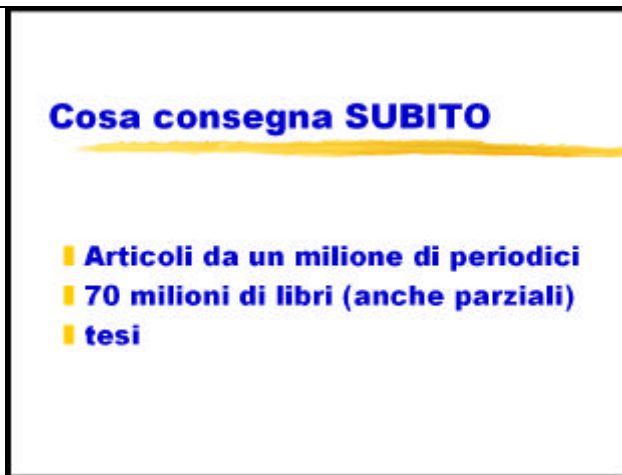 Cosa consegna SUBITO
Articoli da un milione di periodici
70 milioni di libri (anche parziali)
tesi